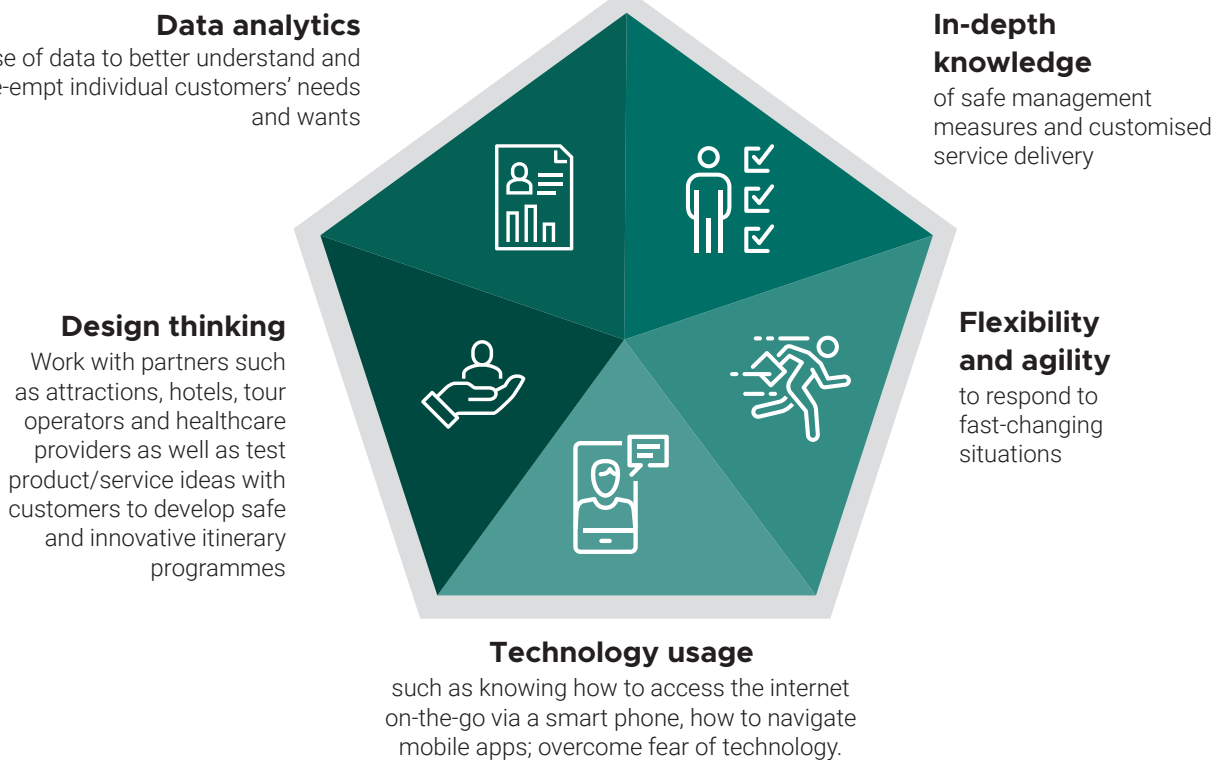 Data analytics
of data to better understand and
individual customers’ needs
and wants
In-depth
knowledge
of safe management
measures and customised
service delivery
Design thinking
Work with partners such
as attractions, hotels, tour
operators and healthcare
providers as well as test
product/service ideas with
customers to develop safe
and innovative itinerary
programmes
Flexibility
and agility
to respond to
fast-changing
situations
Technology usage
such as knowing how to access the internet
on-the-go via a smart phone, how to navigate
mobile apps; overcome fear of technology.